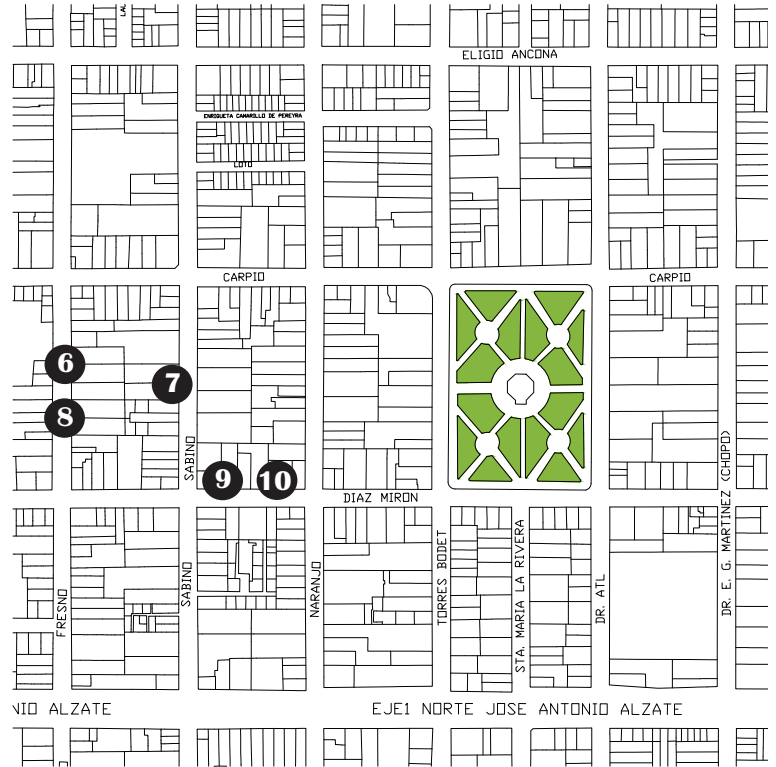 ELIGIO ANCONA
ENRIQUETA CAMARILLO DE PEREYRA
LOTO
CARPIO
CARPIO
6
7
8
SABINO
9
10
DIAZ MIRON
DR. E. G. MARTINEZ (CHOPO)
FRESNO
SABINO
NARANJO
TORRES BODET
STA. MARIA LA RIVERA
DR. ATL
NIO ALZATE
EJE1 NORTE JOSE ANTONIO ALZATE